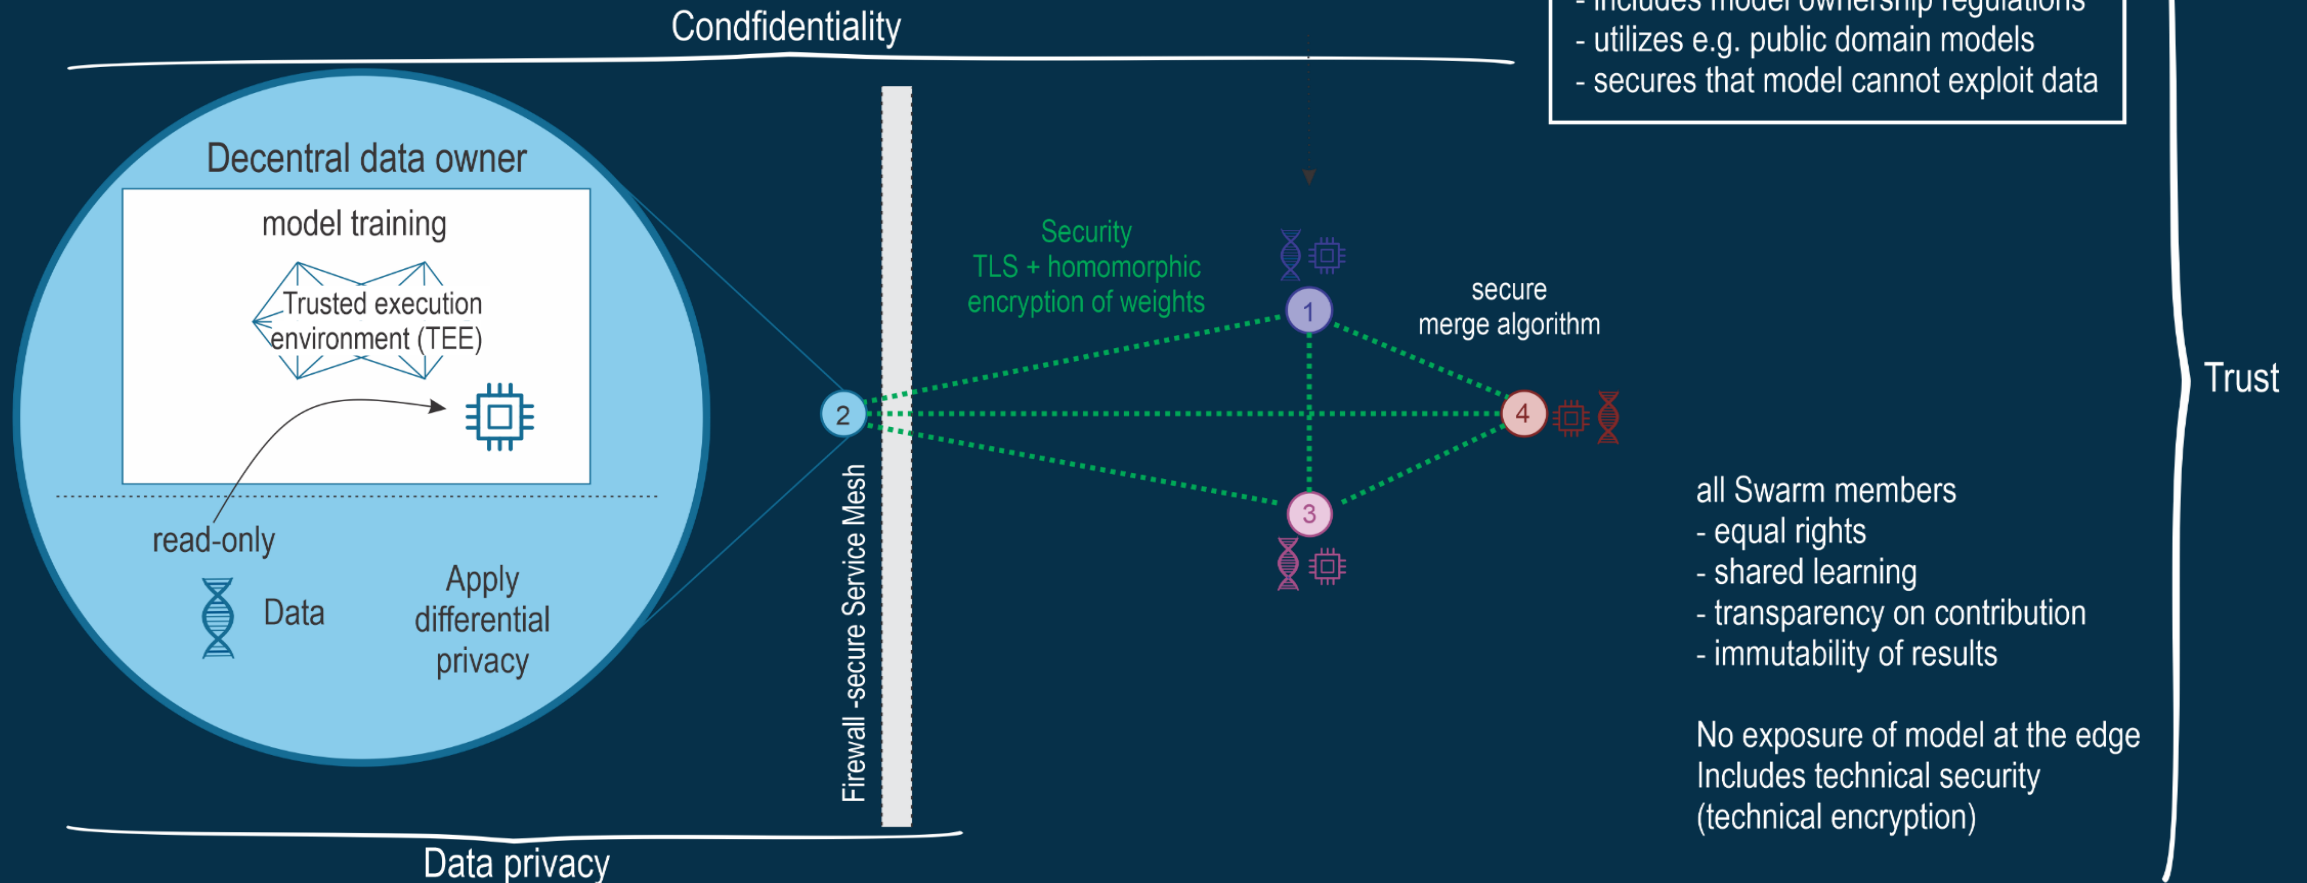 Condfidentiality
- includes model ownership regulations
- utilizes e.g. public domain models
- secures that model cannot exploit data
Decentral data owner
model training
Trusted execution
environment (TEE)
read-only
Data
Apply
differential
privacy
2
Firewall -secure Service Mesh
Security
TLS + homomorphic
encryption of weights
1
secure
merge algorithm
4
3
all Swarm members
- equal rights
- shared learning
- transparency on contribution
- immutability of results
No exposure of model at the edge
Includes technical security
(technical encryption)
Trust
Data privacy